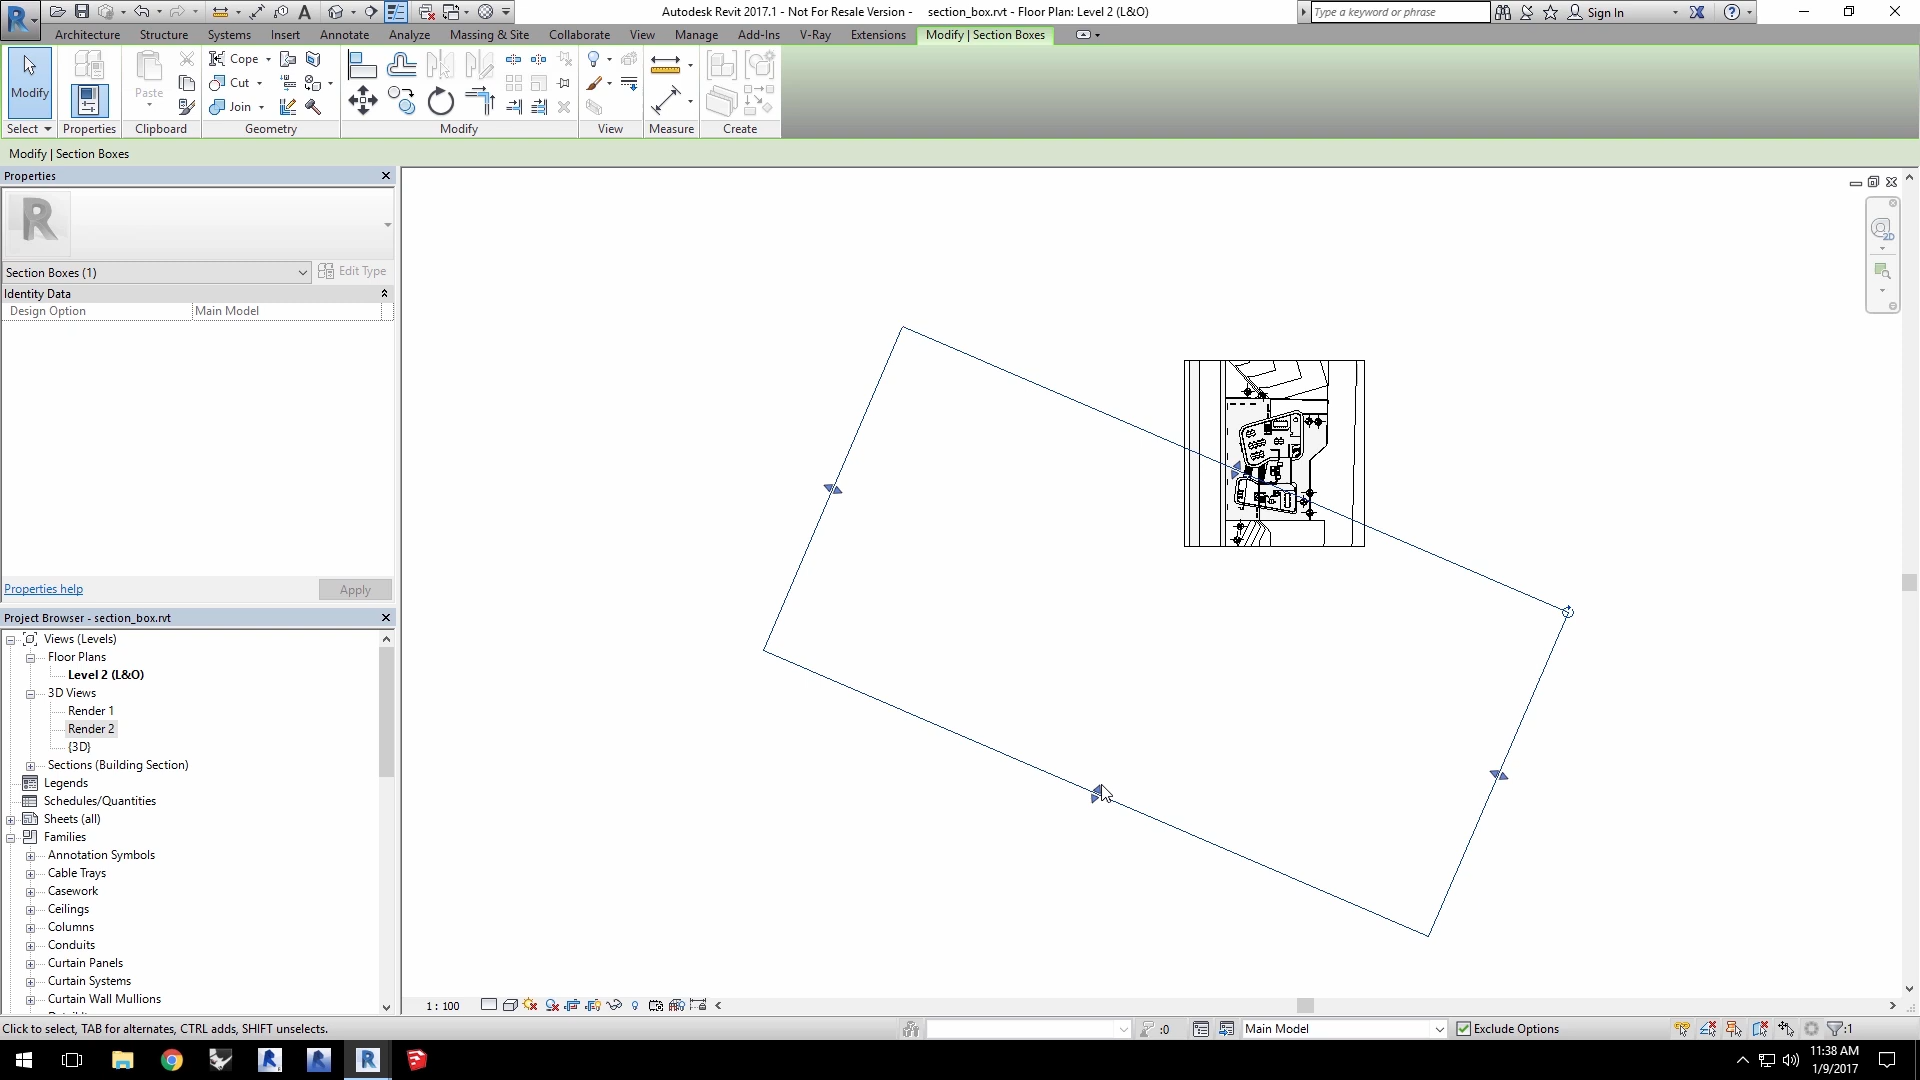 Autodesk Revit 2017.1 - Not For Resale Version - section_box.rvt - Floor Plan: Level 2 (L&O)
Type a keyword or phrase
Sign In
Architecture Structure Systems Insert Annotate Analyze Massing & Site Collaborate View Manage Add-Ins V-Ray Extensions Modify | Section Boxes
Modify
Paste
Cope
Cut
Join
Select Properties Clipboard Geometry Modify View Measure Create
Modify | Section Boxes
Properties
Section Boxes (1)
Edit Type
Identity Data
Design Option Main Model
Properties help
Apply
Project Browser - section_box.rvt
Views (Levels)
Floor Plans
Level 2 (L&O)
3D Views
Render 1
Render 2
{3D}
Sections (Building Section)
Legends
Schedules/Quantities
Sheets (all)
Families
Annotation Symbols
Cable Trays
Casework
Ceilings
Columns
Conduits
Curtain Panels
Curtain Systems
Curtain Wall Mullions
2D
1 : 100
Click to select, TAB for alternates, CTRL adds, SHIFT unselects.
:0
Main Model
Exclude Options
:1
11:38 AM
1/9/2017